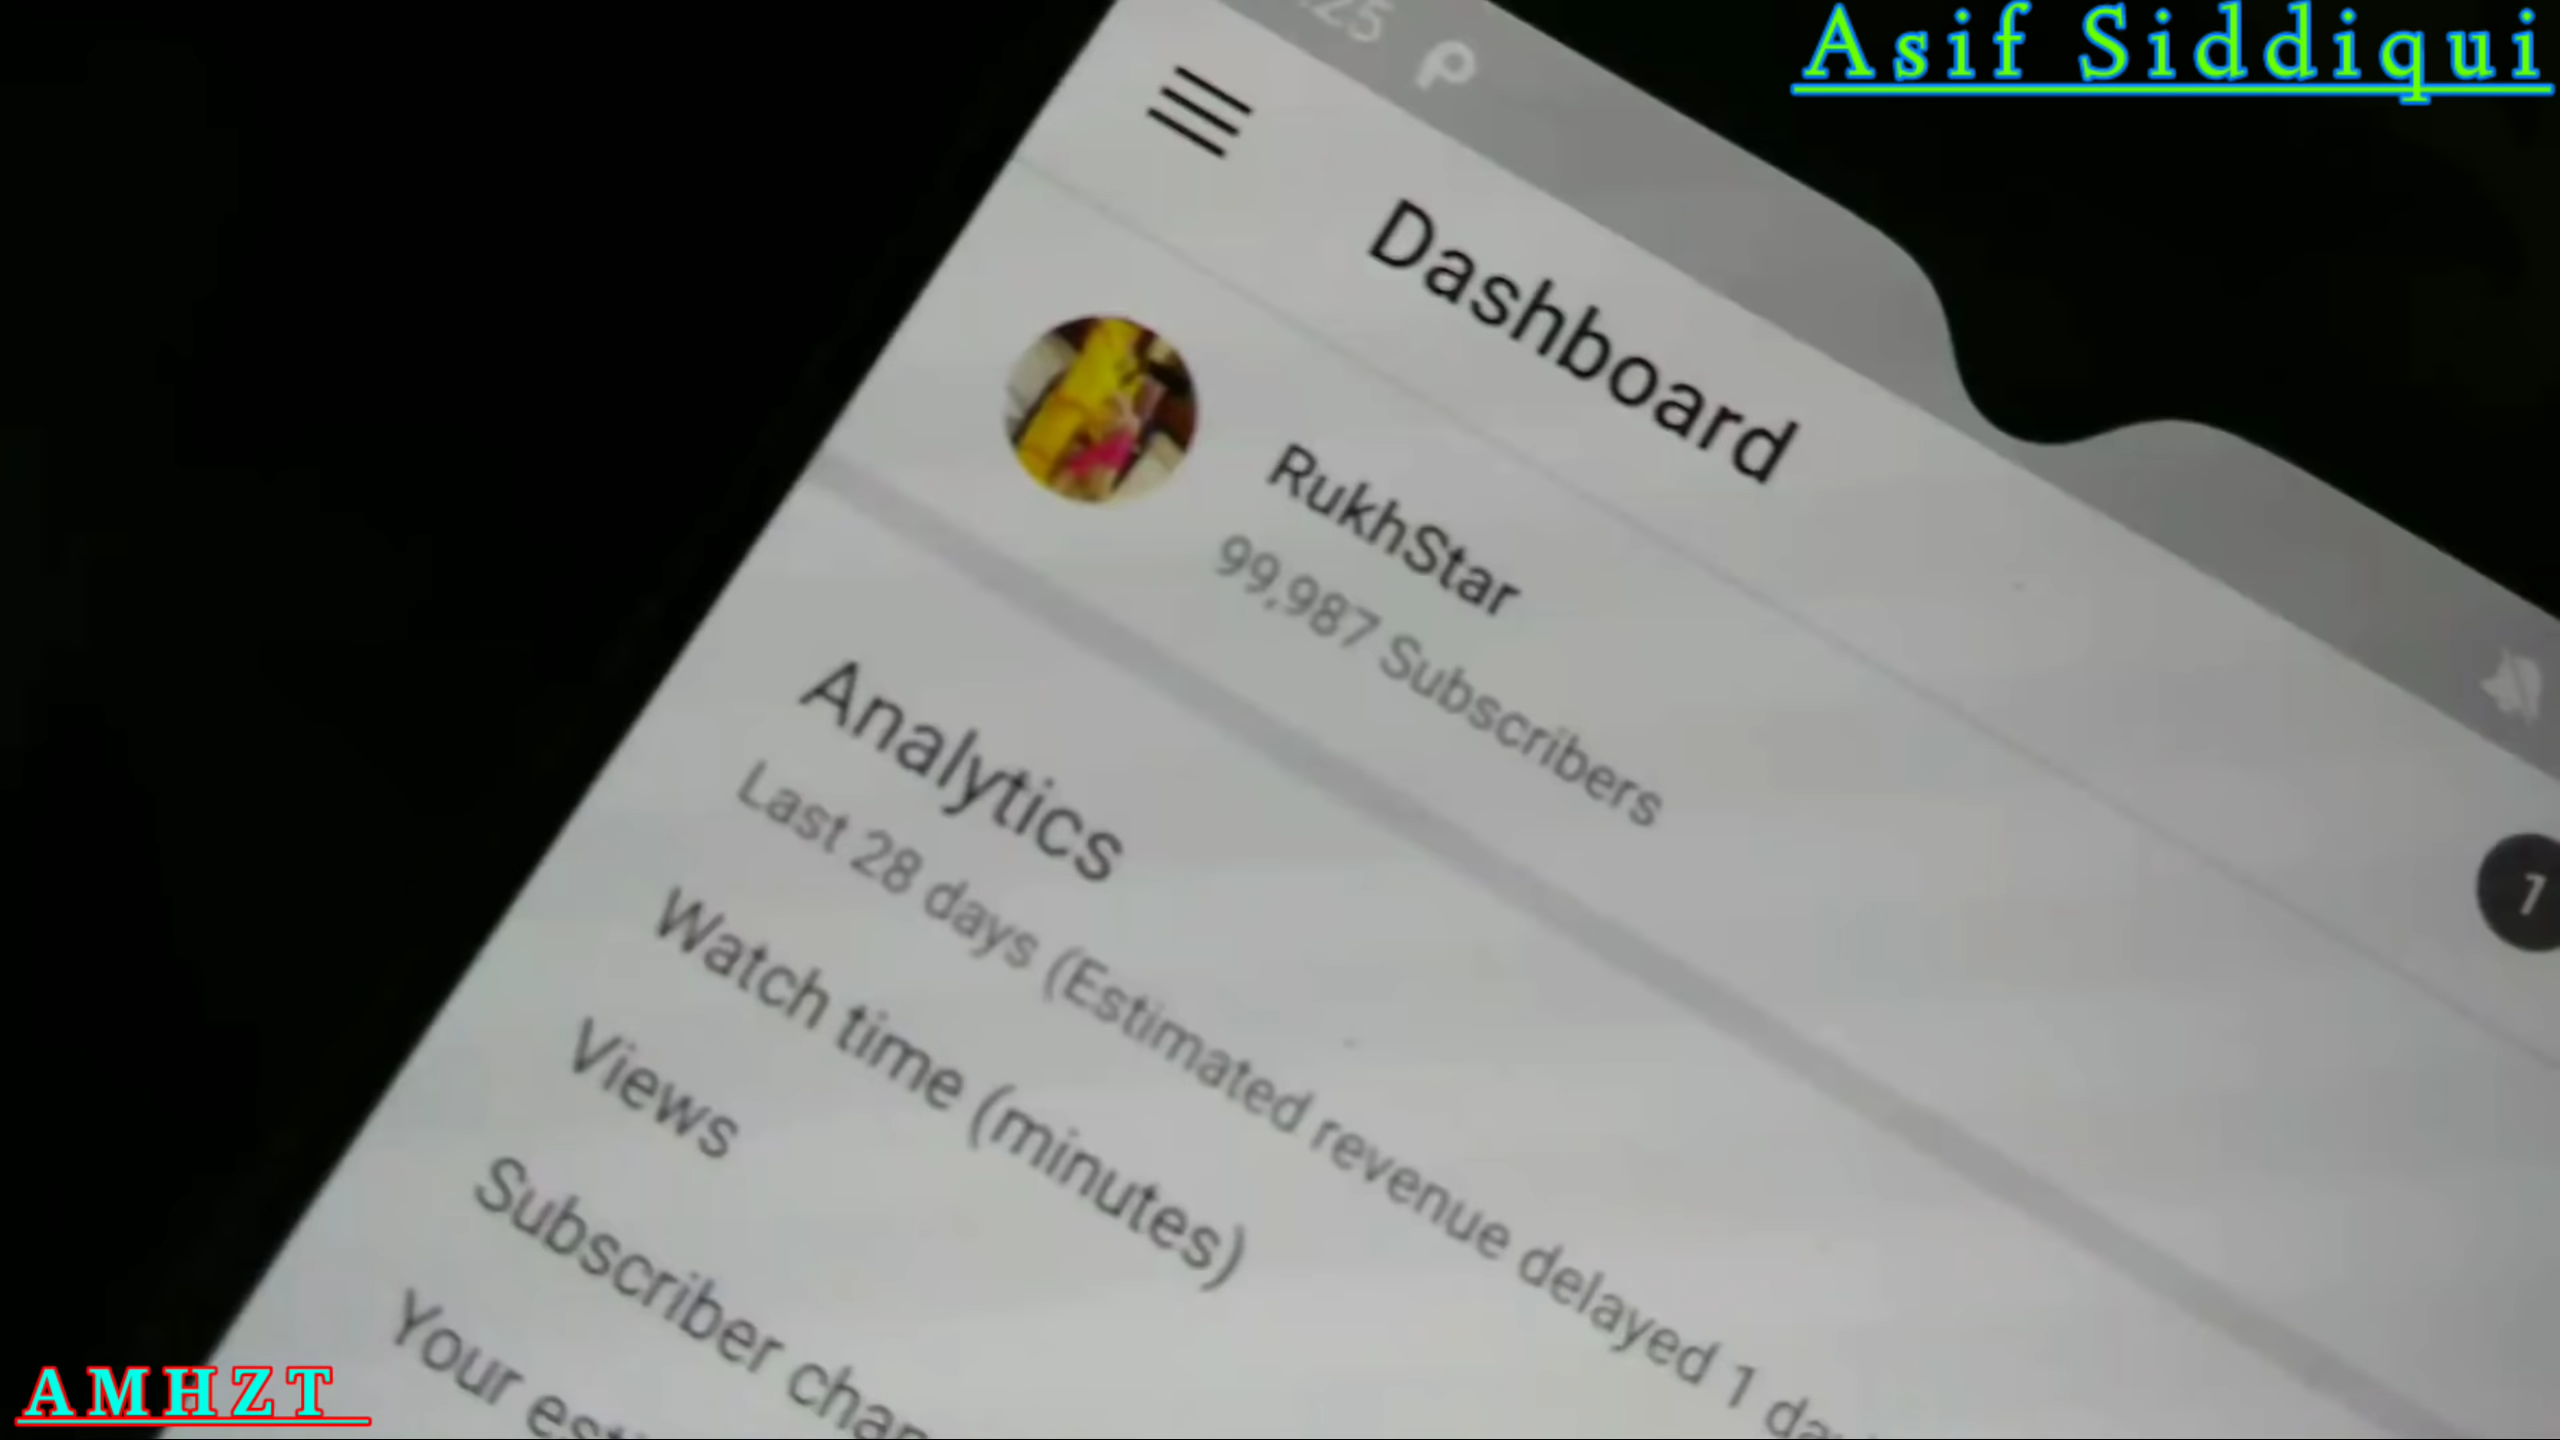 Asif Siddiqui
Dashboard
RukhStar
99,987 Subscribers
1
Analytics
Last 28 days (Estimated revenue delayed 1
Watch time (minutes)
Views
Subscriber
Your
AMHZT